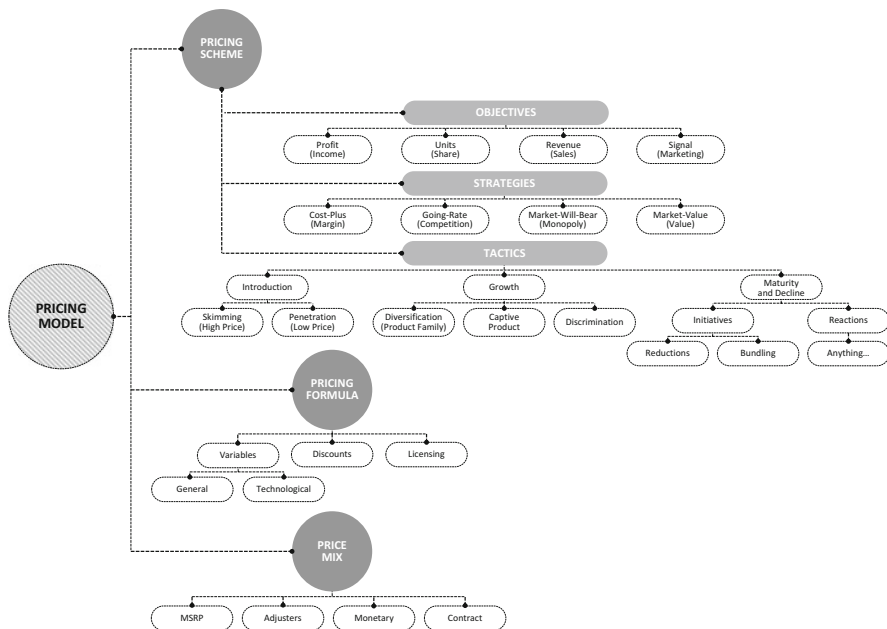 PRICING
SCHEME
OBJECTIVES
Profit
(Income)
Units
(Share)
Revenue
(Sales)
Signal
(Marketing)
STRATEGIES
Cost-Plus
(Margin)
Going-Rate
(Competition)
Market-Will-Bear
(Monopoly)
Market-Value
(Value)
TACTICS
Introduction
Growth
Maturity
and Decline
Skimming
(High Price)
Penetration
(Low Price)
Diversification
(Product Family)
Captive
Product
Discrimination
Initiatives
Reactions
Reductions
Bundling
Anything...
PRICING
MODEL
PRICING
FORMULA
Variables
Discounts
Licensing
General
Technological
PRICE
MIX
MSRP
Adjusters
Monetary
Contract